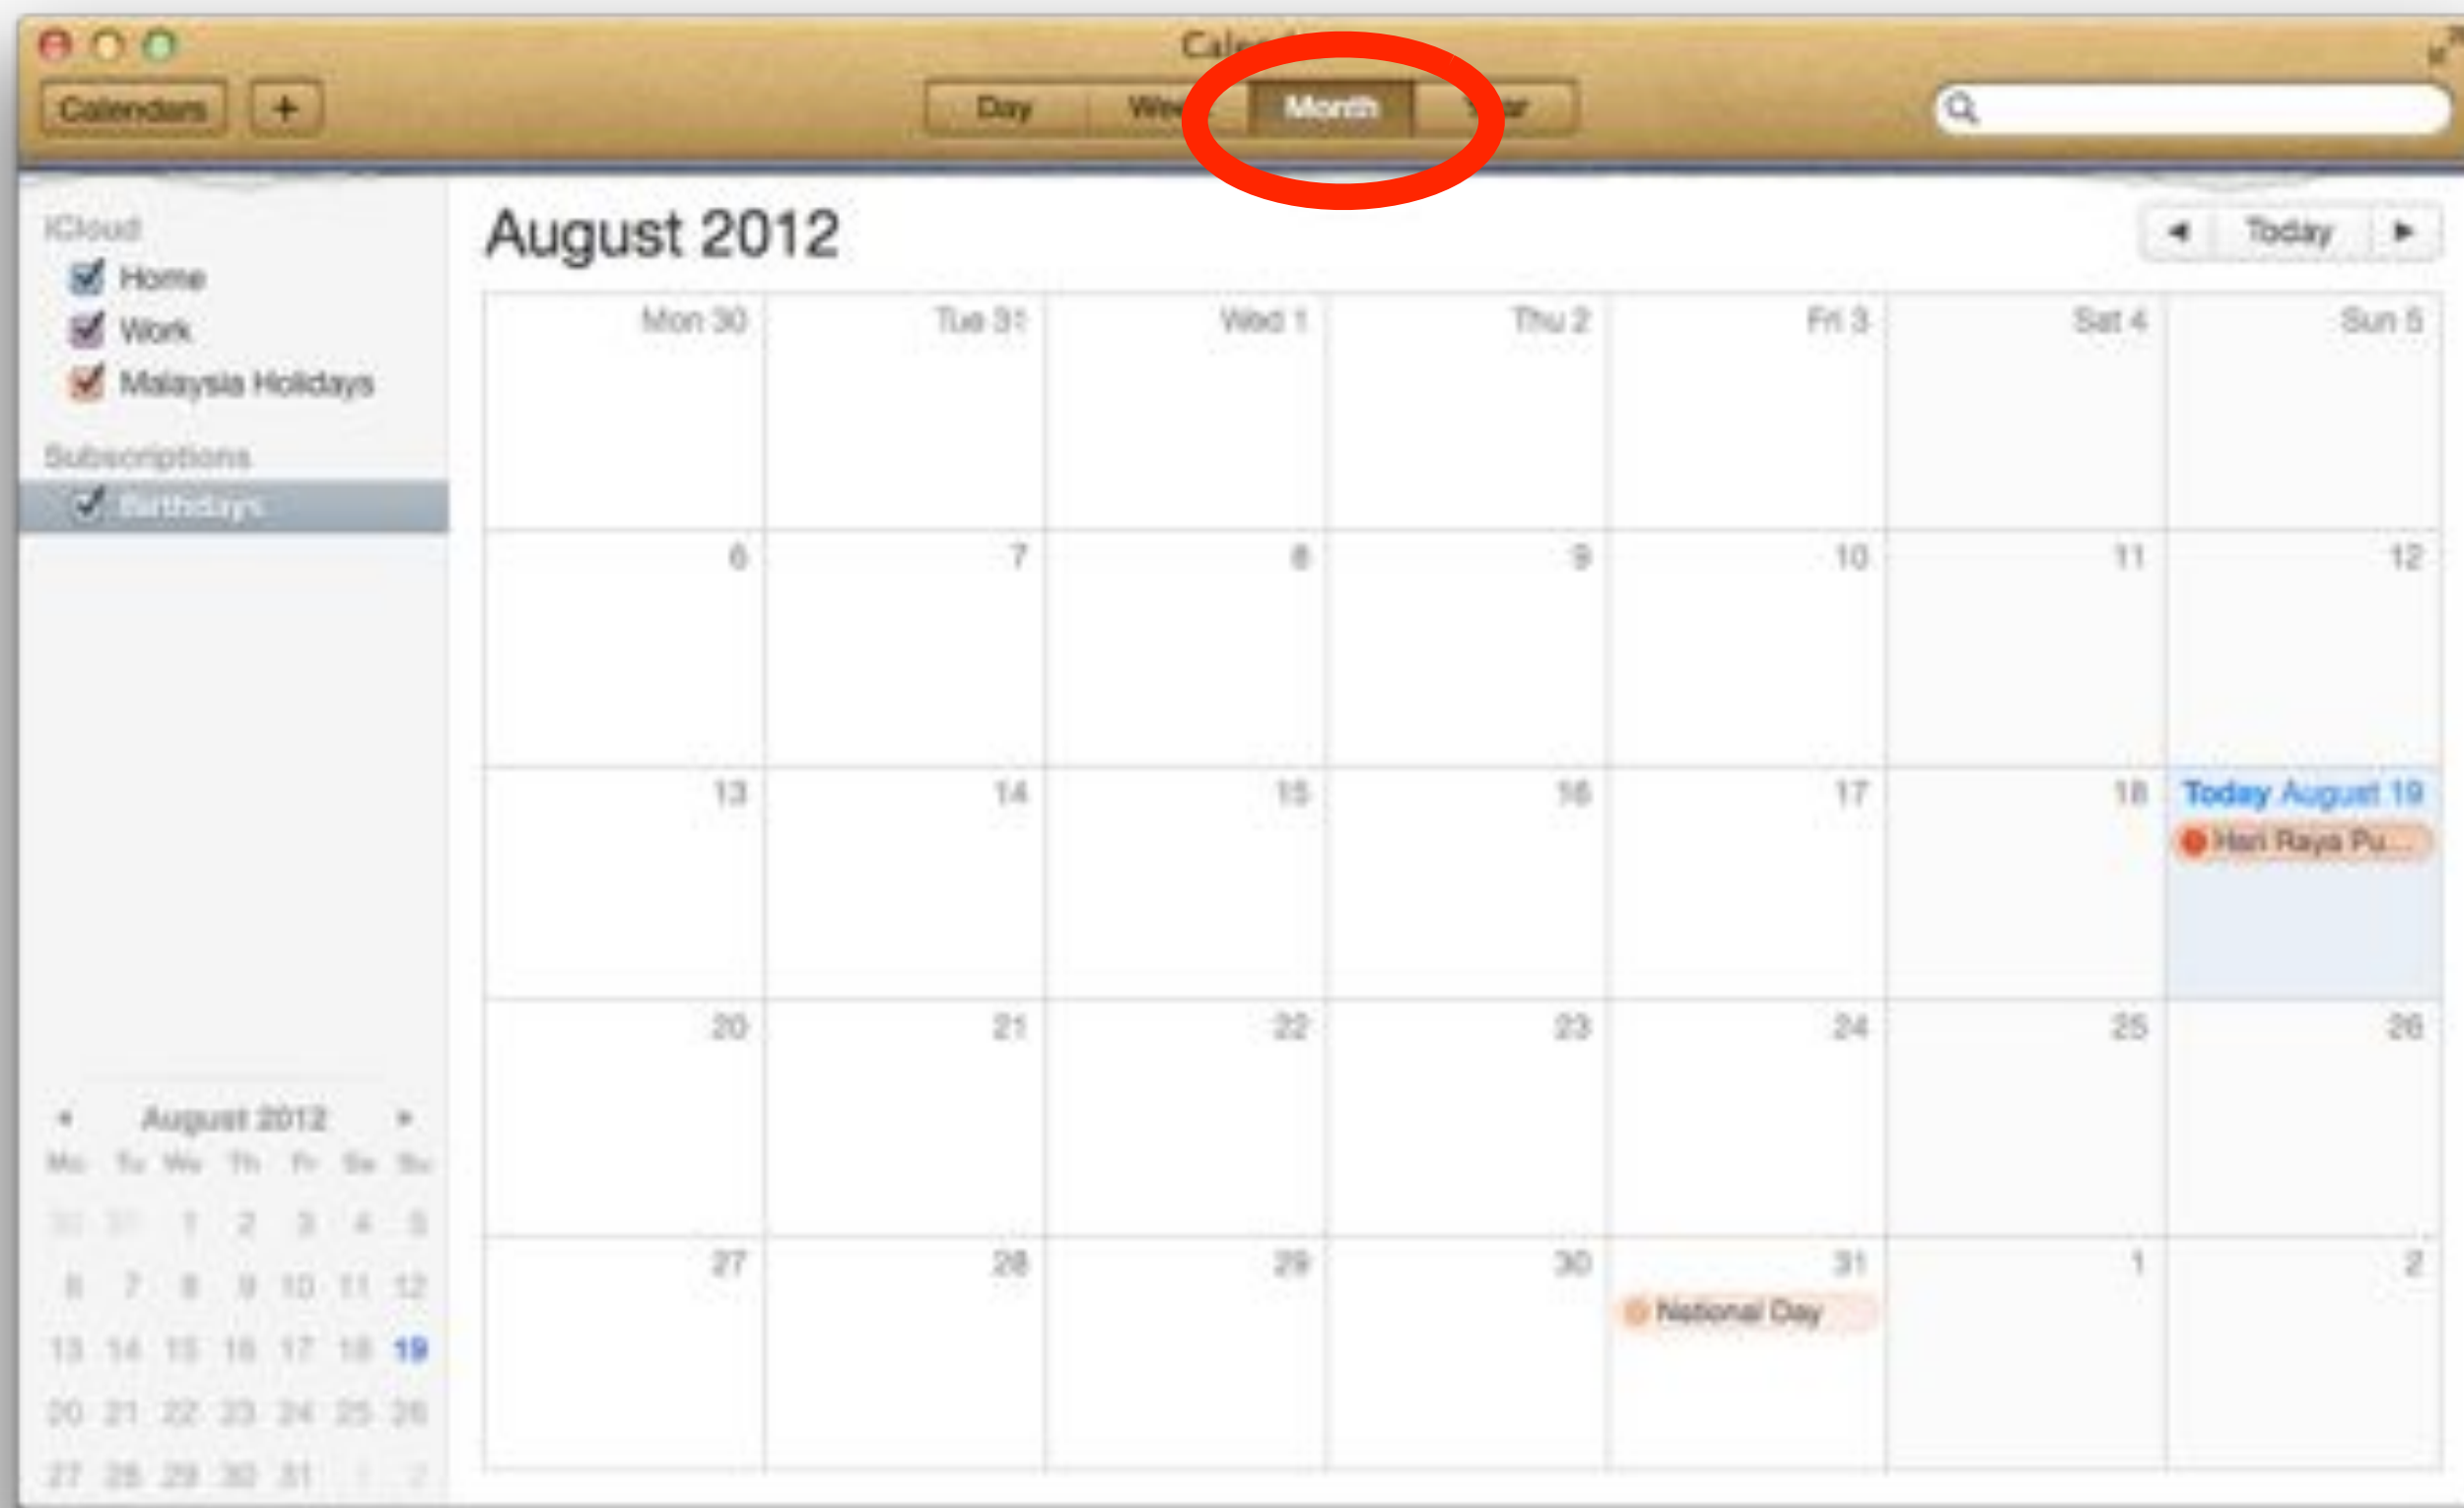 Day Month
Calendars +
iCloud
Home
Work
Malaysia Holidays
Subscriptions
Birthdays
August 2012
Today
Mon 30 Tue 31 Wed 1 Thu 2 Fri 3 Sat 4 Sun 5
6 7 8 9 10 11 12
13 14 15 16 17 18 Today August 19
Hari Raya Pu...
20 21 22 23 24 25 26
27 28 29 30 31 1 2
National Day
August 2012
Mo Tu We Th Fr Sa Su
30 31 1 2 3 4 5
6 7 8 9 10 11 12
13 14 15 16 17 18 19
20 21 22 23 24 25 26
27 28 29 30 31 1 2